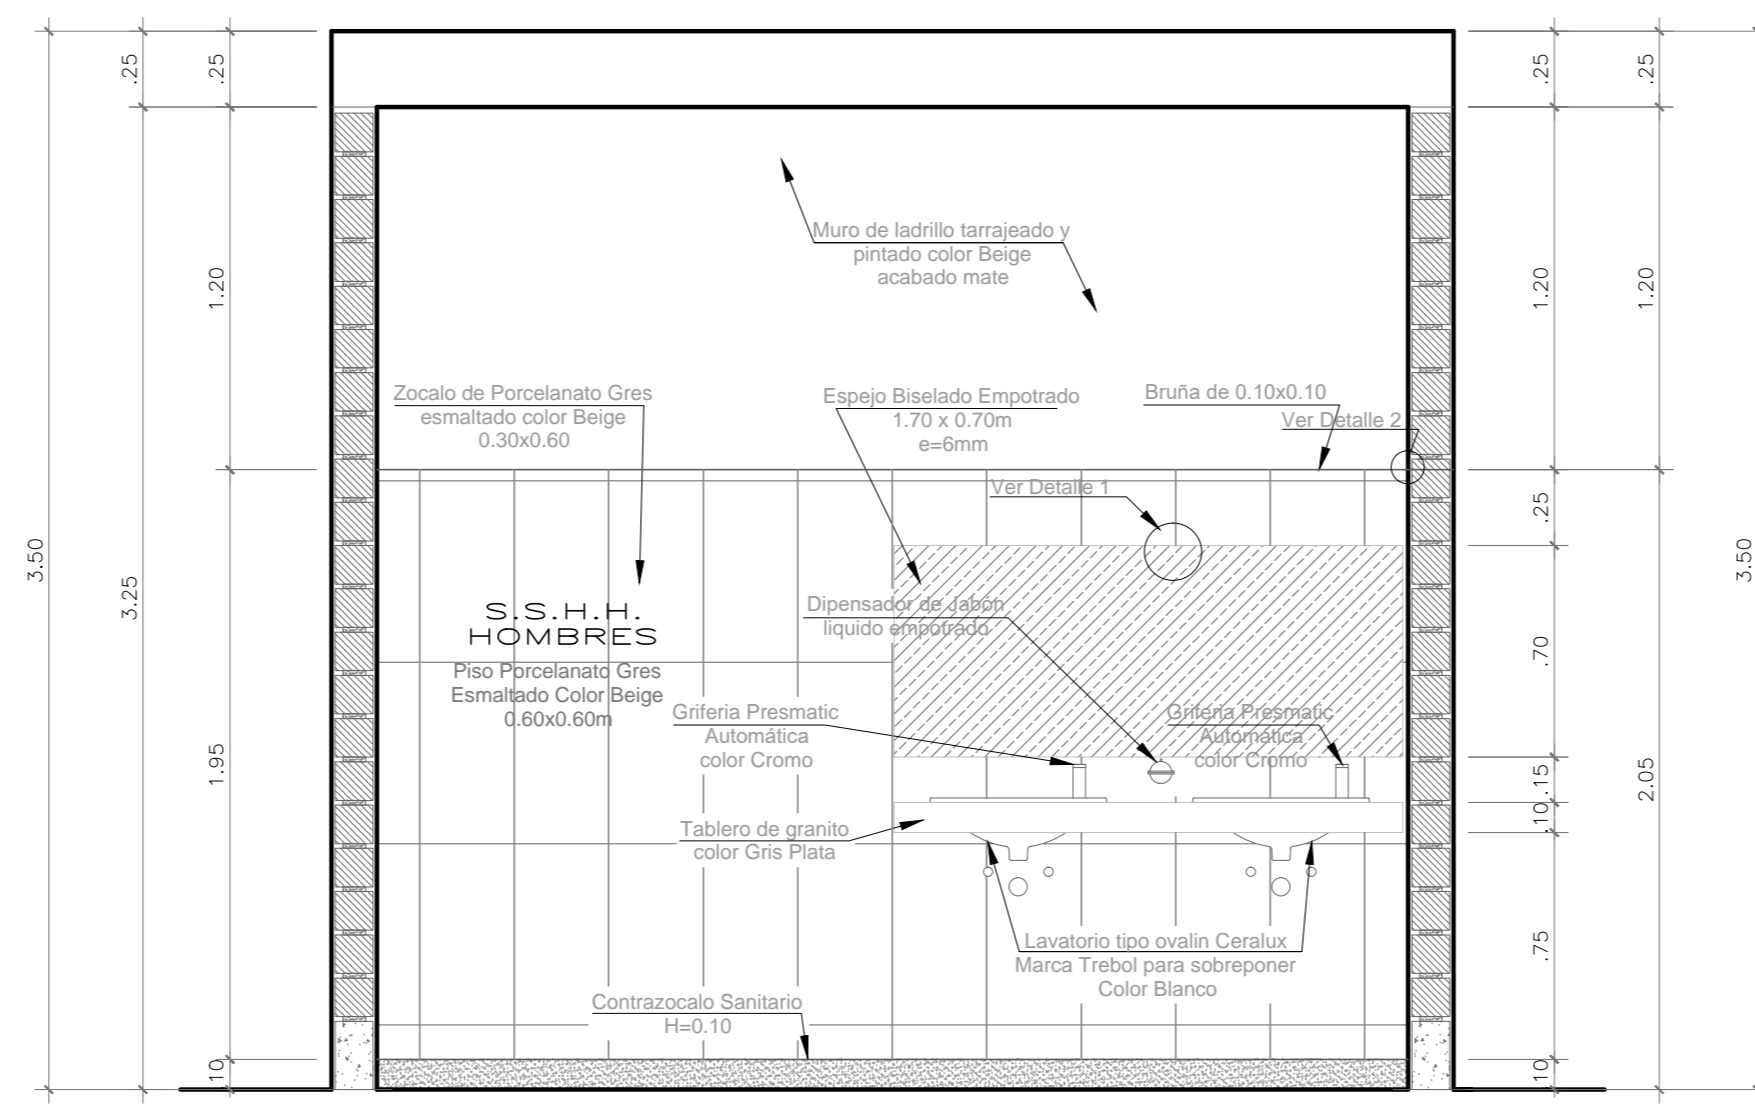 .25
.25
.25
.25
Muro de ladrillo tarrajeado y
pintado color Beige
acabado mate
1.20
1.20
1.20
Zocalo de Porcelanato Gres
esmaltado color Beige
0.30x0.60
Espejo Biselado Empotrado
1.70 x 0.70m
e=6mm
Bruña de 0.10x0.10
Ver Detalle 2
Ver Detalle 1
.25
3.50
3.25
3.50
S.S.H.H.
HOMBRES
Piso Porcelanato Gres
Esmaltado Color Beige
0.60x0.60m
Dipensador de Jabón
liquido empotrado
.70
Griferia Presmatic
Automática
color Cromo
Griferia Presmatic
Automática
color Cromo
1.95
.15
.10
2.05
Tablero de granito
color Gris Plata
Lavatorio tipo ovalin Ceralux
Marca Trebol para sobreponer
Color Blanco
.75
Contrazocalo Sanitario
H=0.10
.10
.10